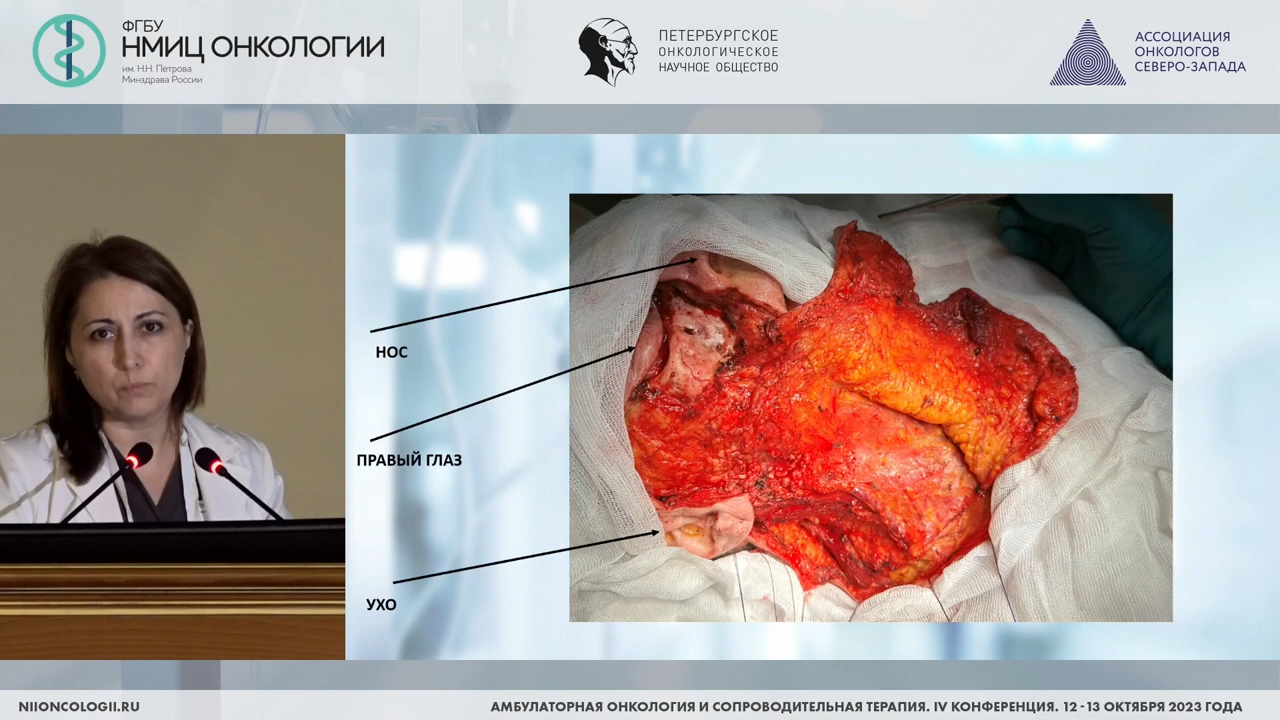 ФГБУ
НМИЦ ОНКОЛОГИИ
им. Н.Н. Петрова
Минздрава России
ПЕТЕРБУРГСКОЕ
ОНКОЛОГИЧЕСКОЕ
НАУЧНОЕ ОБЩЕСТВО
АССОЦИАЦИЯ
ОНКОЛОГОВ
СЕВЕРО-ЗАПАДА
НОС
ПРАВЫЙ ГЛАЗ
УХО
NIIONCOLOGII.RU
АМБУЛАТОРНАЯ ОНКОЛОГИЯ И СОПРОВОДИТЕЛЬНАЯ ТЕРАПИЯ. IV КОНФЕРЕНЦИЯ. 12 - 13 ОКТЯБРЯ 2023 ГОДА